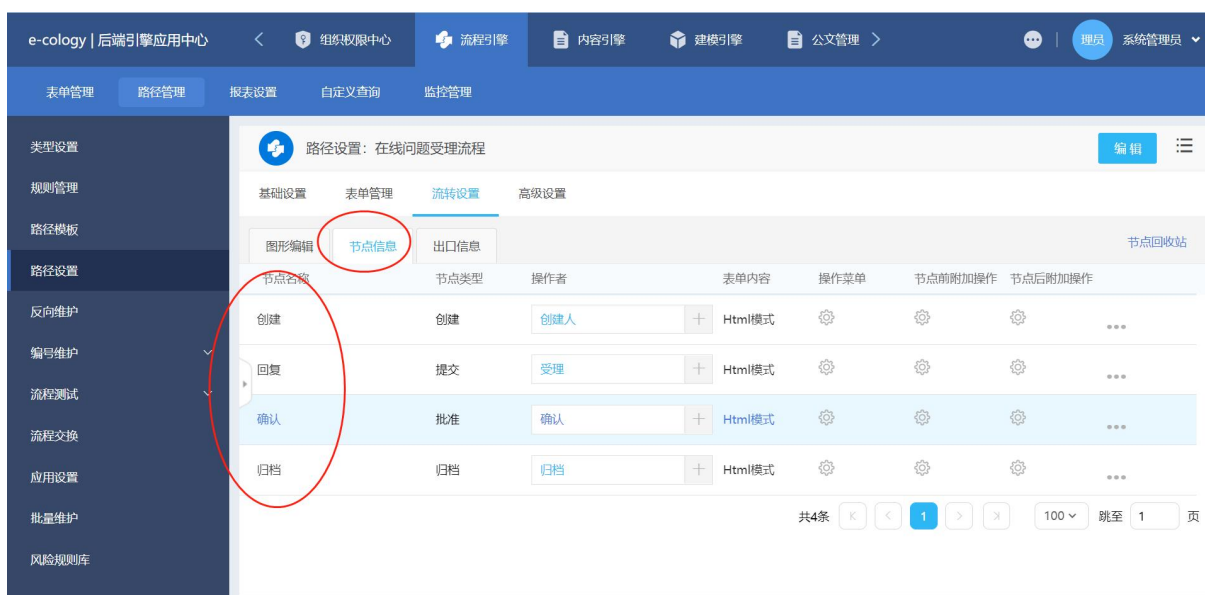 e-cology | 后端引擎应用中心 组织权限中心 流程引擎 内容引擎 建模引擎 公文管理 理员 系统管理员
表单管理 路径管理 报表设置 自定义查询 监控管理
类型设置
规则管理
路径模板
路径设置
反向维护
编号维护
流程测试
流程交换
应用设置
批量维护
风险规则库
路径设置：在线问题受理流程 编辑
基础设置 表单管理 流转设置 高级设置
图形编辑 节点信息 出口信息 节点回收站
节点名称 节点类型 操作者 表单内容 操作菜单 节点前附加操作 节点后附加操作
创建 创建 创建人 Html模式
回复 提交 受理 Html模式
确认 批准 确认 Html模式
归档 归档 归档 Html模式
共4条 1 100 跳至 1 页